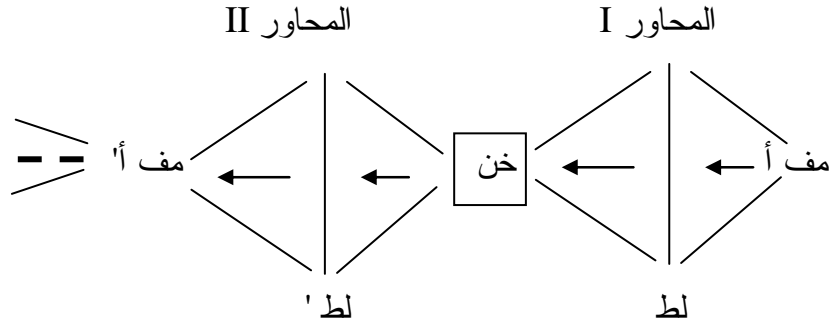 المحاور I المحاور II
مف أ خن مف أ'
لط لط '